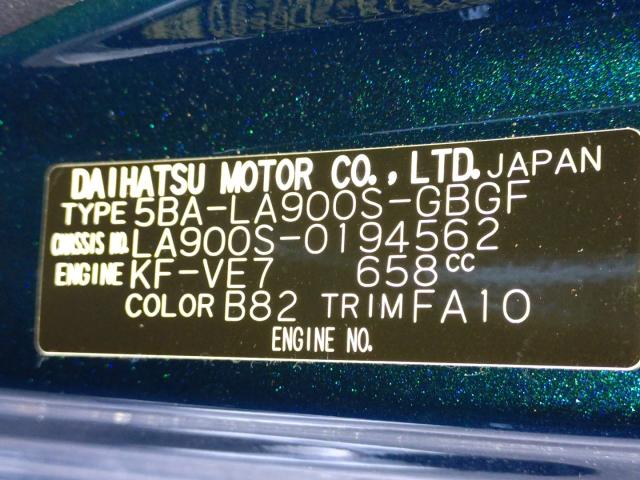 DAIHATSU MOTOR CO., LTD. JAPAN
TYPE 5BA-LA900S-GBGF
CHASSIS NO. LA900S-0194562
ENGINE KF-VE7 658cc
COLOR B82 TRIM FA10
ENGINE NO.